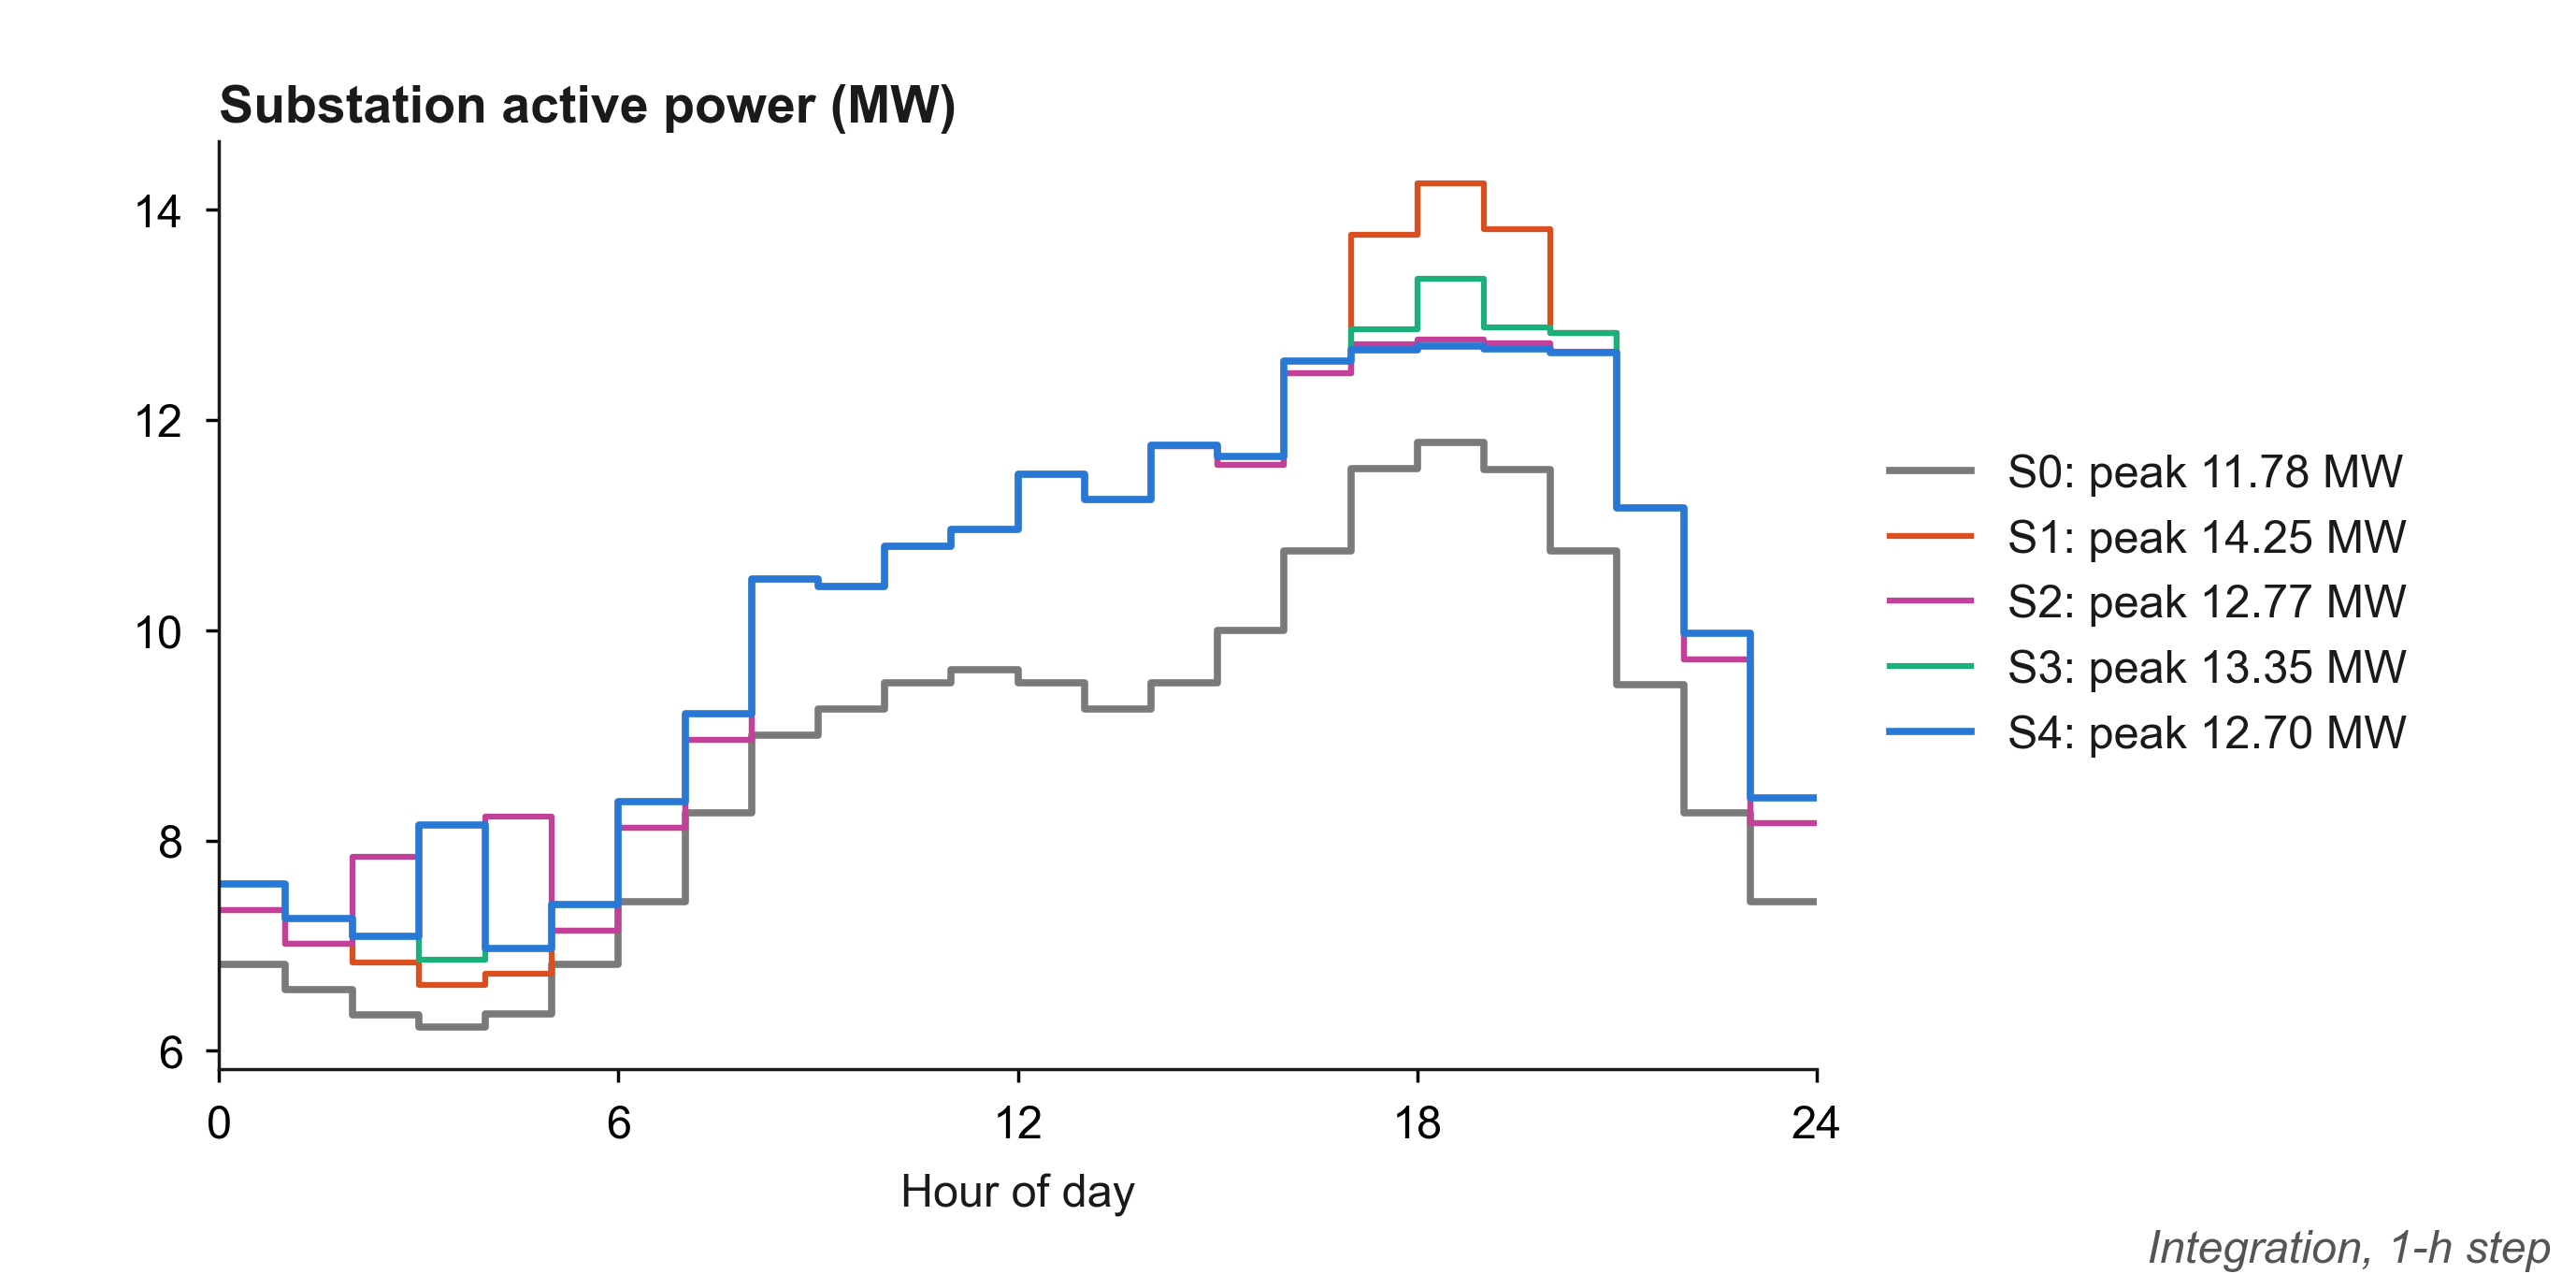 Substation active power (MW)
14
12
10
8
6
0 6 12 18 24
Hour of day
S0: peak 11.78 MW
S1: peak 14.25 MW
S2: peak 12.77 MW
S3: peak 13.35 MW
S4: peak 12.70 MW
Integration, 1-h step